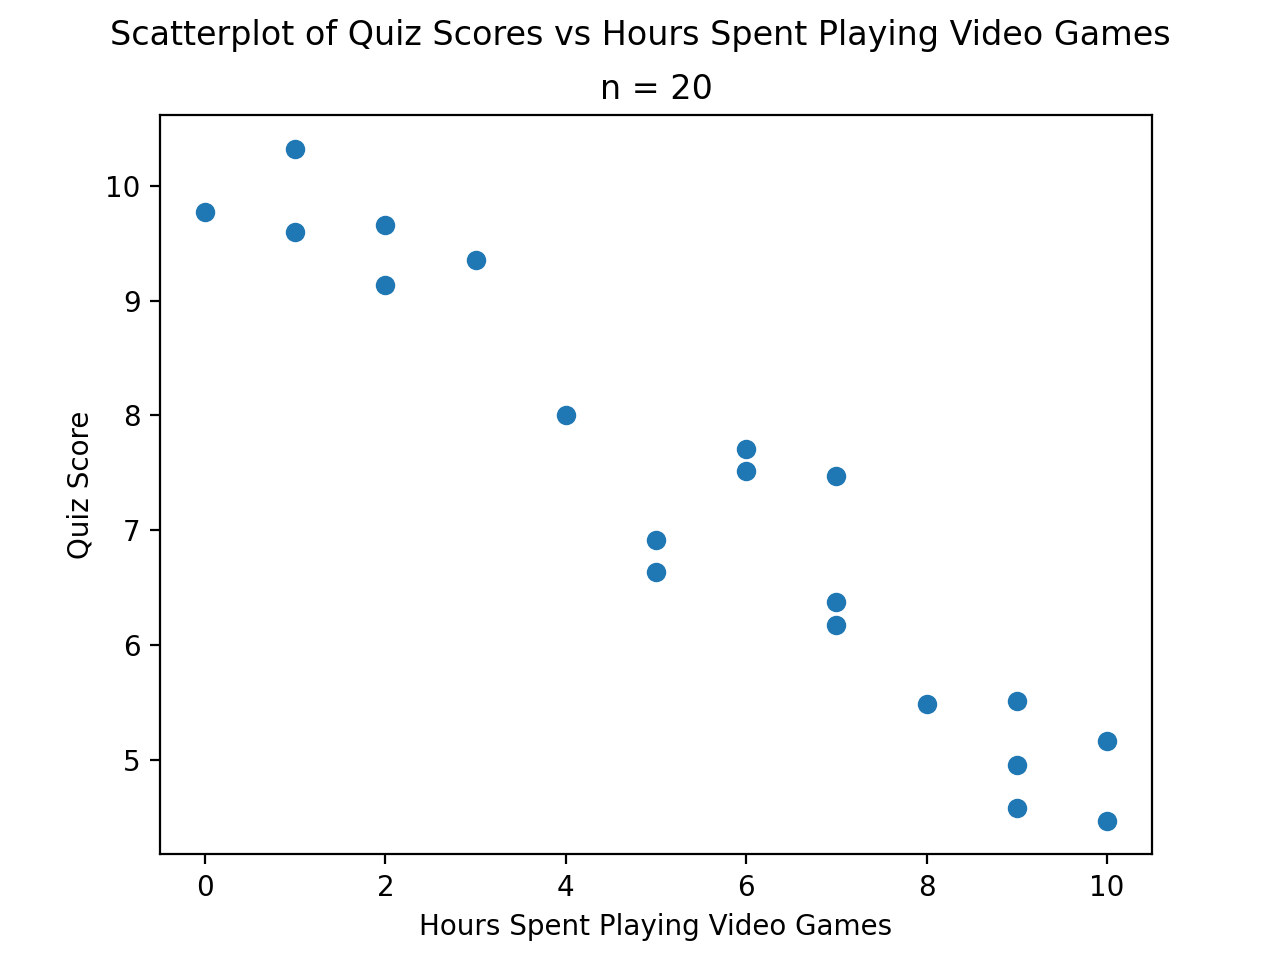 Scatterplot of Quiz Scores vs Hours Spent Playing Video Games
n = 20
10
9
8
7
6
5
Quiz Score
0 2 4 6 8 10
Hours Spent Playing Video Games